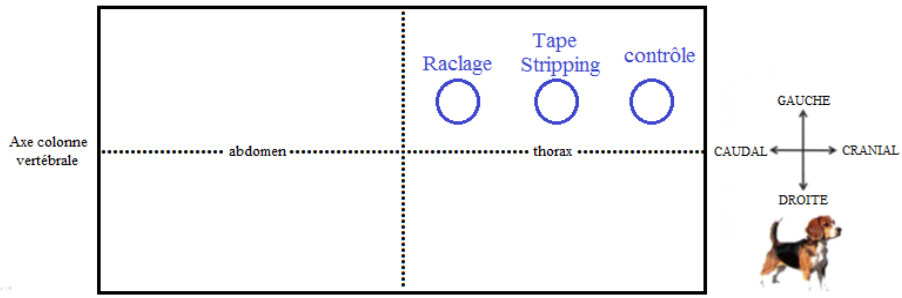 Raclage
Tape
Stripping
contrôle
Axe colonne
vertébrale
abdomen
thorax
GAUCHE
CAUDAL
CRANIAL
DROITE